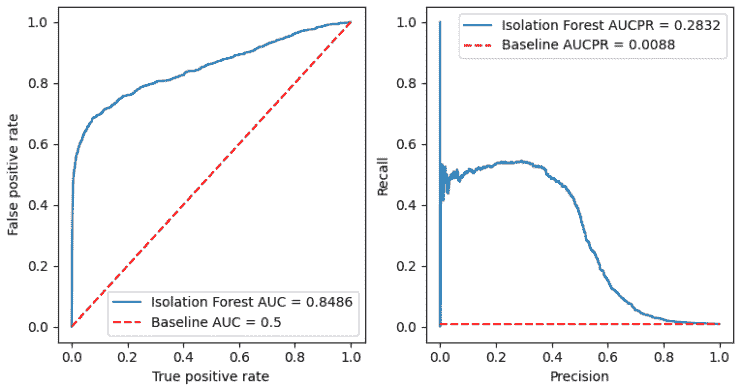 1.0
0.8
0.6
0.4
0.2
0.0
False positive rate
Isolation Forest AUC = 0.8486
Baseline AUC = 0.5
0.0 0.2 0.4 0.6 0.8 1.0
True positive rate
1.0
0.8
0.6
0.4
0.2
0.0
Recall
Isolation Forest AUCPR = 0.2832
Baseline AUCPR = 0.0088
0.0 0.2 0.4 0.6 0.8 1.0
Precision